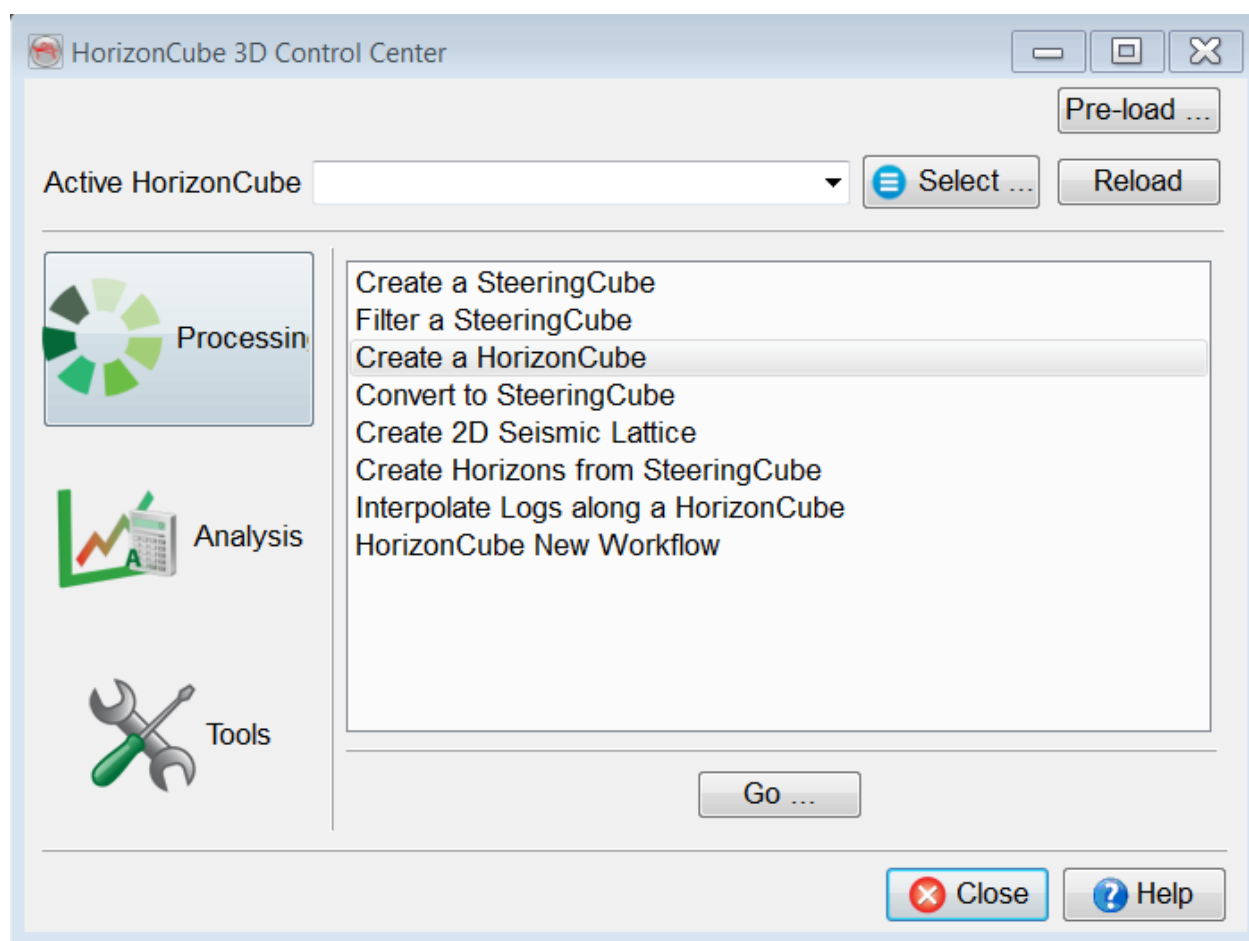 HorizonCube 3D Control Center
Pre-load ...
Active HorizonCube
Select ...
Reload
Processin
Create a SteeringCube
Filter a SteeringCube
Create a HorizonCube
Convert to SteeringCube
Create 2D Seismic Lattice
Create Horizons from SteeringCube
Interpolate Logs along a HorizonCube
HorizonCube New Workflow
A
Analysis
Tools
Go ...
Close
? Help